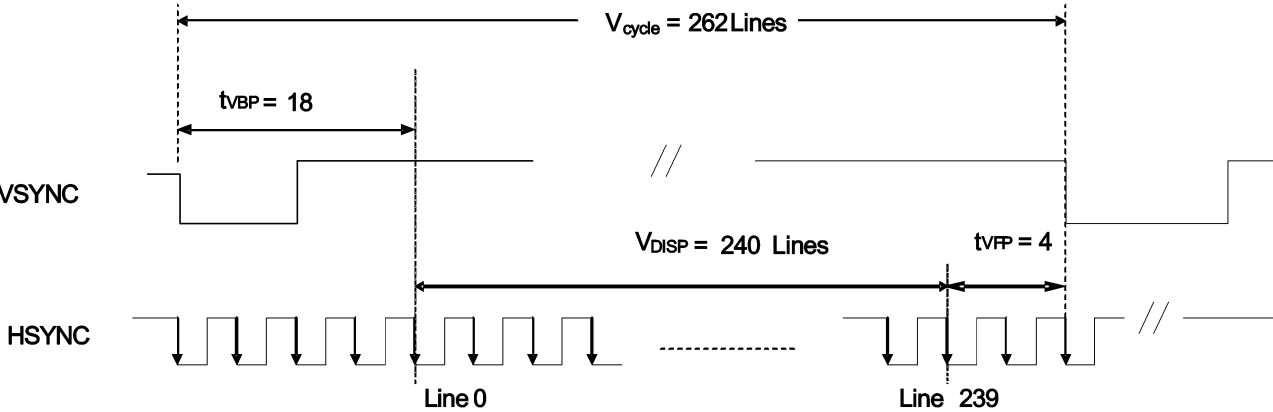 Vcycle = 262 Lines
tVBP = 18
VSYNC
VDISP = 240 Lines
tVFP = 4
HSYNC
Line 0
Line 239